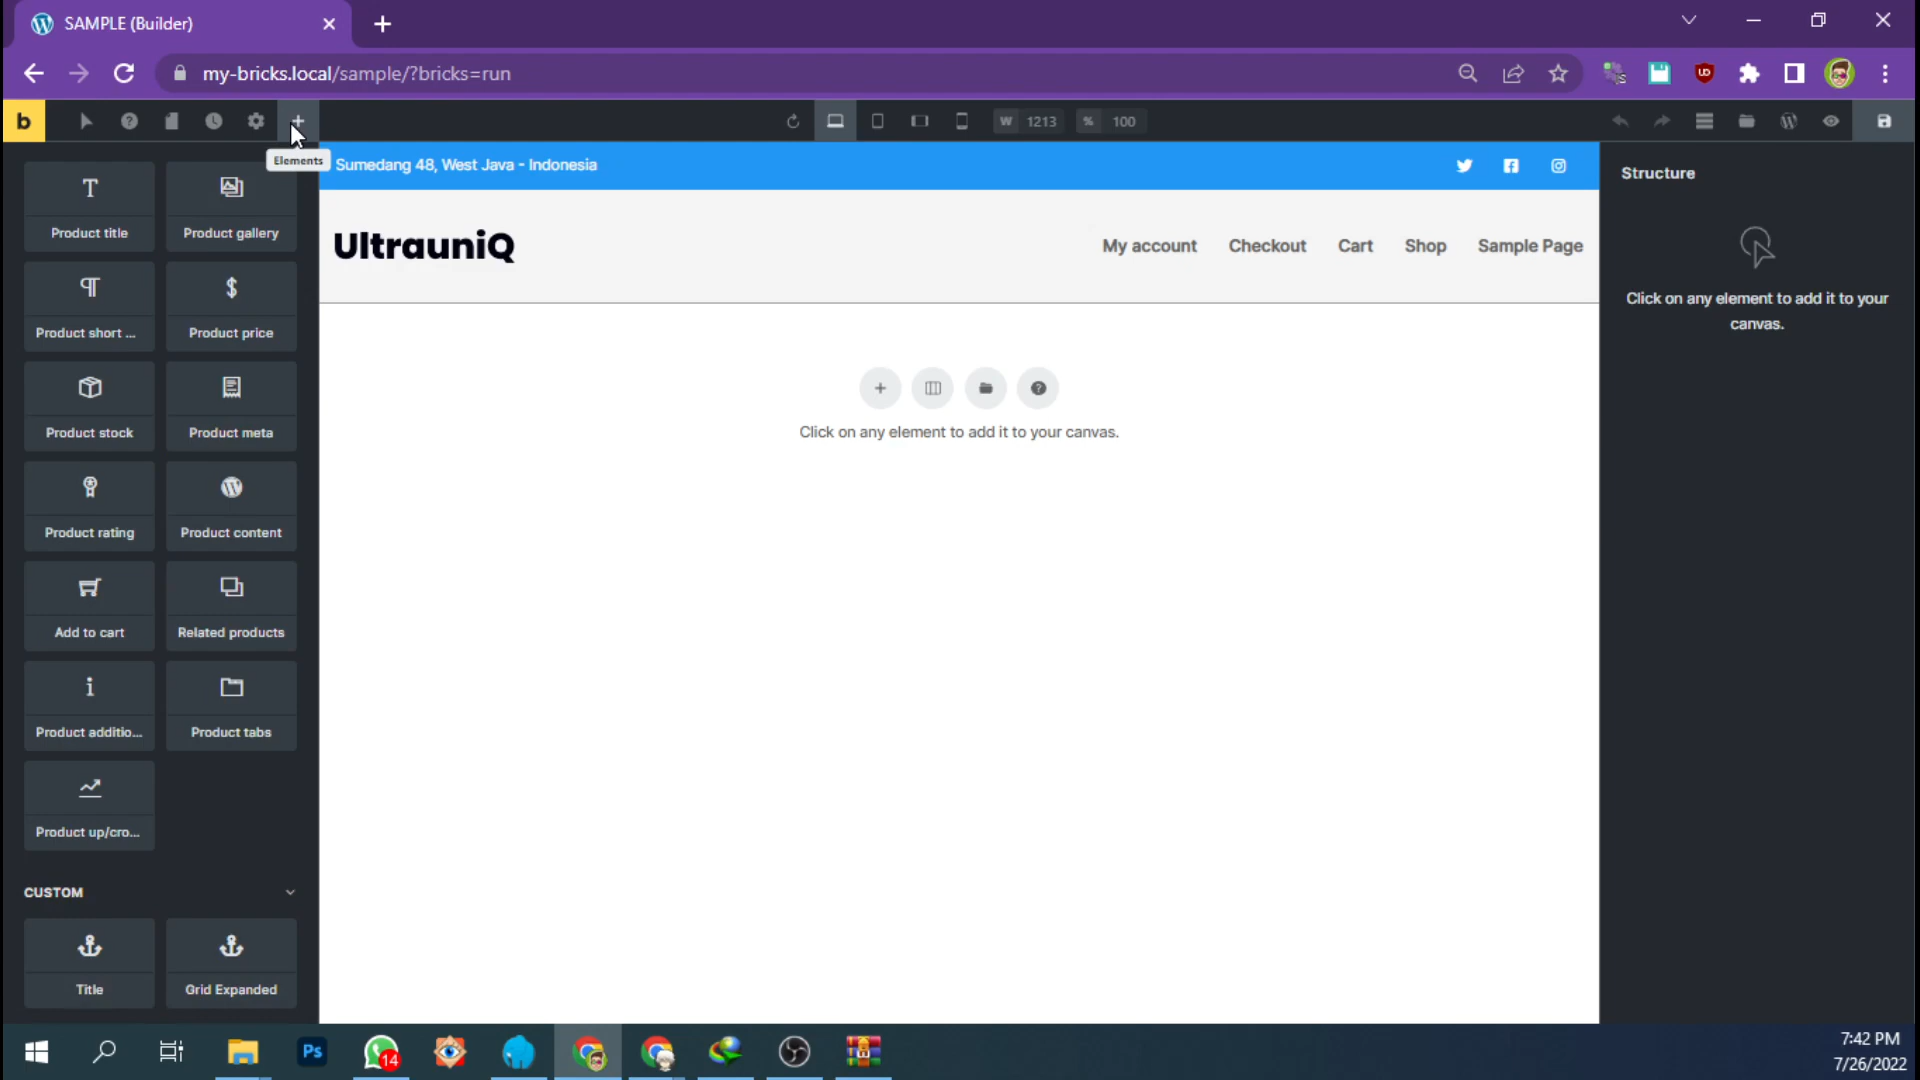 SAMPLE (Builder)
my-bricks.local/sample/?bricks=run
b
W 1213 % 100
Elements
Sumedang 48, West Java - Indonesia
UltrauniQ
My account Checkout Cart Shop Sample Page
Structure
Click on any element to add it to your
canvas.
Click on any element to add it to your canvas.
Product title Product gallery
Product short ... Product price
Product stock Product meta
Product rating Product content
Add to cart Related products
Product additio... Product tabs
Product up/cro...
CUSTOM
Title Grid Expanded
Ps
14
7:42 PM
7/26/2022